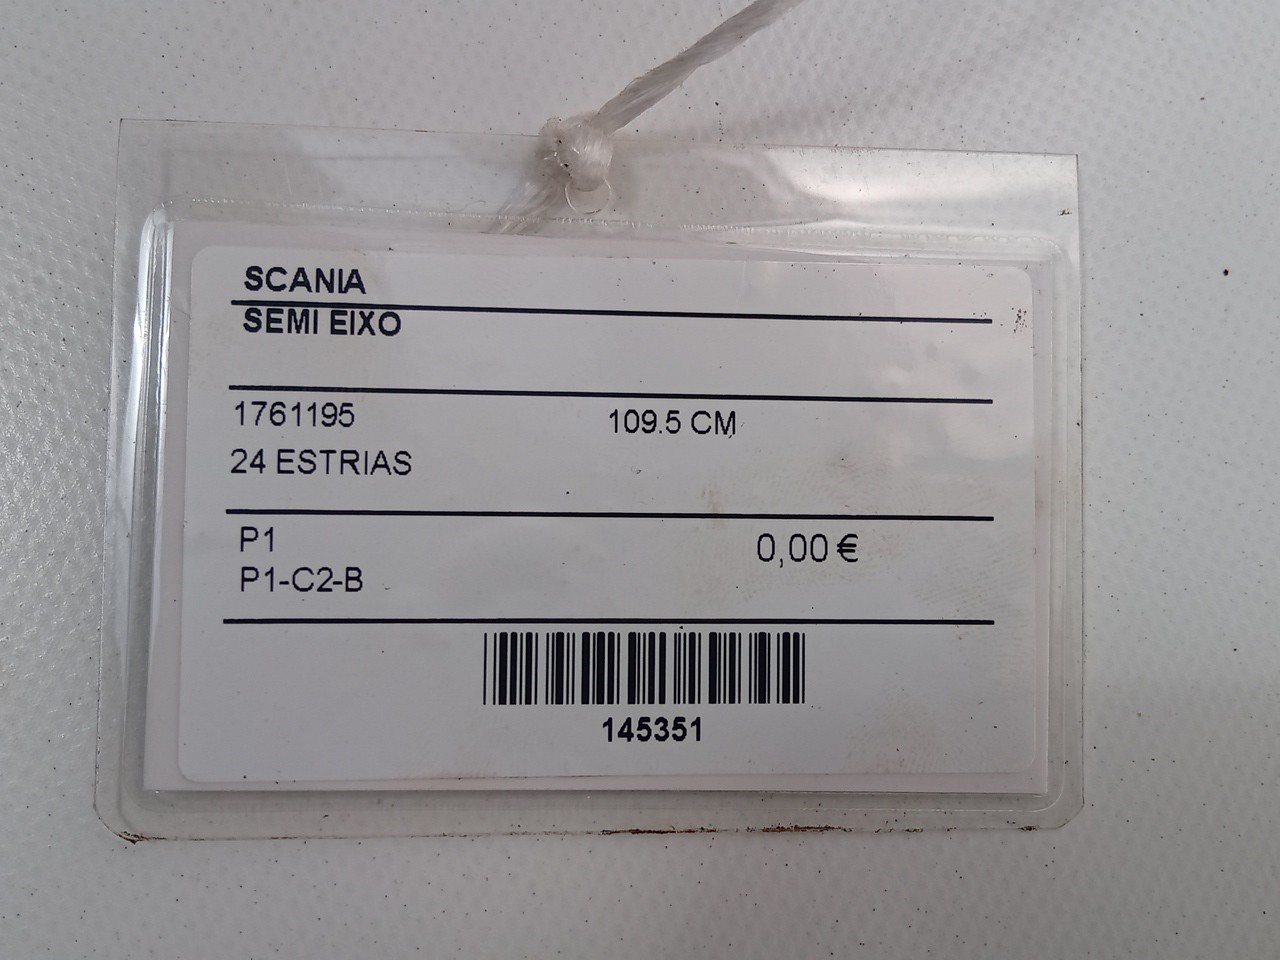 SCANIA
SEMI EIXO
1761195 109.5 CM
24 ESTRIAS
P1 0,00 €
P1-C2-B
145351